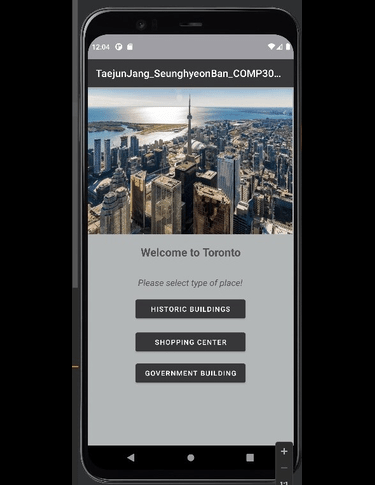 12:04
TaejunJang_SeunghyeonBan_COMP30...
Welcome to Toronto
Please select type of place!
HISTORIC BUILDINGS
SHOPPING CENTER
GOVERNMENT BUILDING
1:1